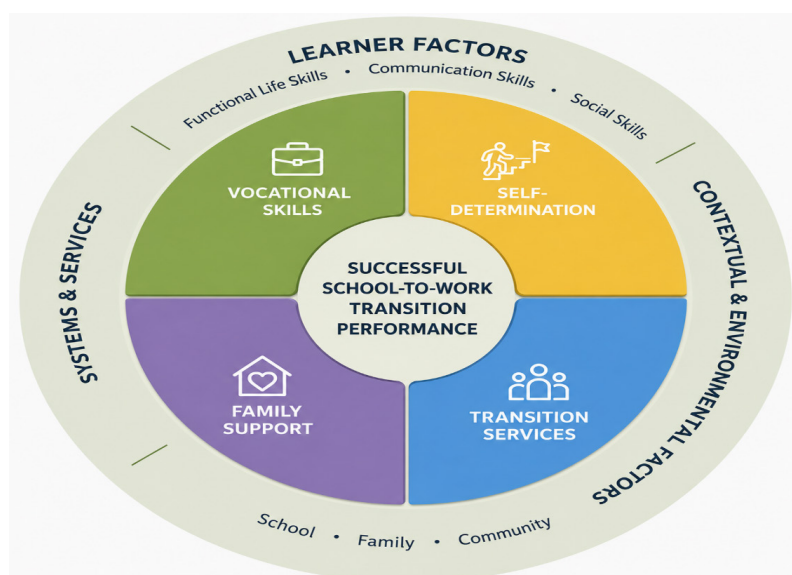 LEARNER FACTORS
Functional Life Skills • Communication Skills • Social Skills
SYSTEMS & SERVICES
CONTEXTUAL & ENVIRONMENTAL FACTORS
VOCATIONAL
SKILLS
SELF-
DETERMINATION
SUCCESSFUL
SCHOOL-TO-WORK
TRANSITION
PERFORMANCE
FAMILY
SUPPORT
TRANSITION
SERVICES
School • Family • Community